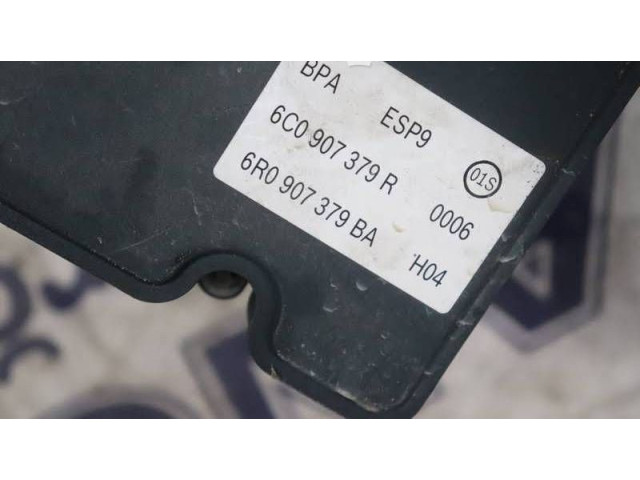 BPA ESP9
6C0 907 379 R 01S
6R0 907 379 BA 0006
H04